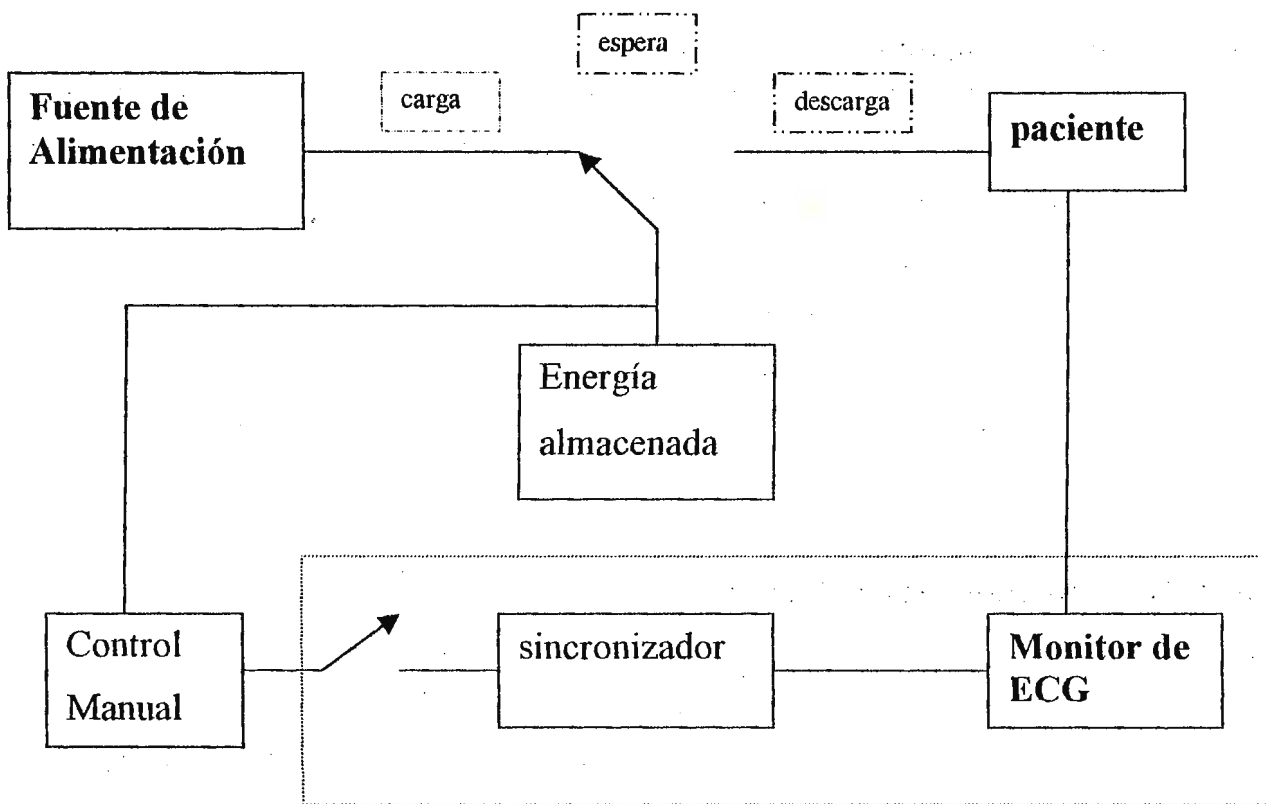 espera
carga
descarga
Fuente de
Alimentación
paciente
Energía
almacenada
Control
Manual
sincronizador
Monitor de
ECG